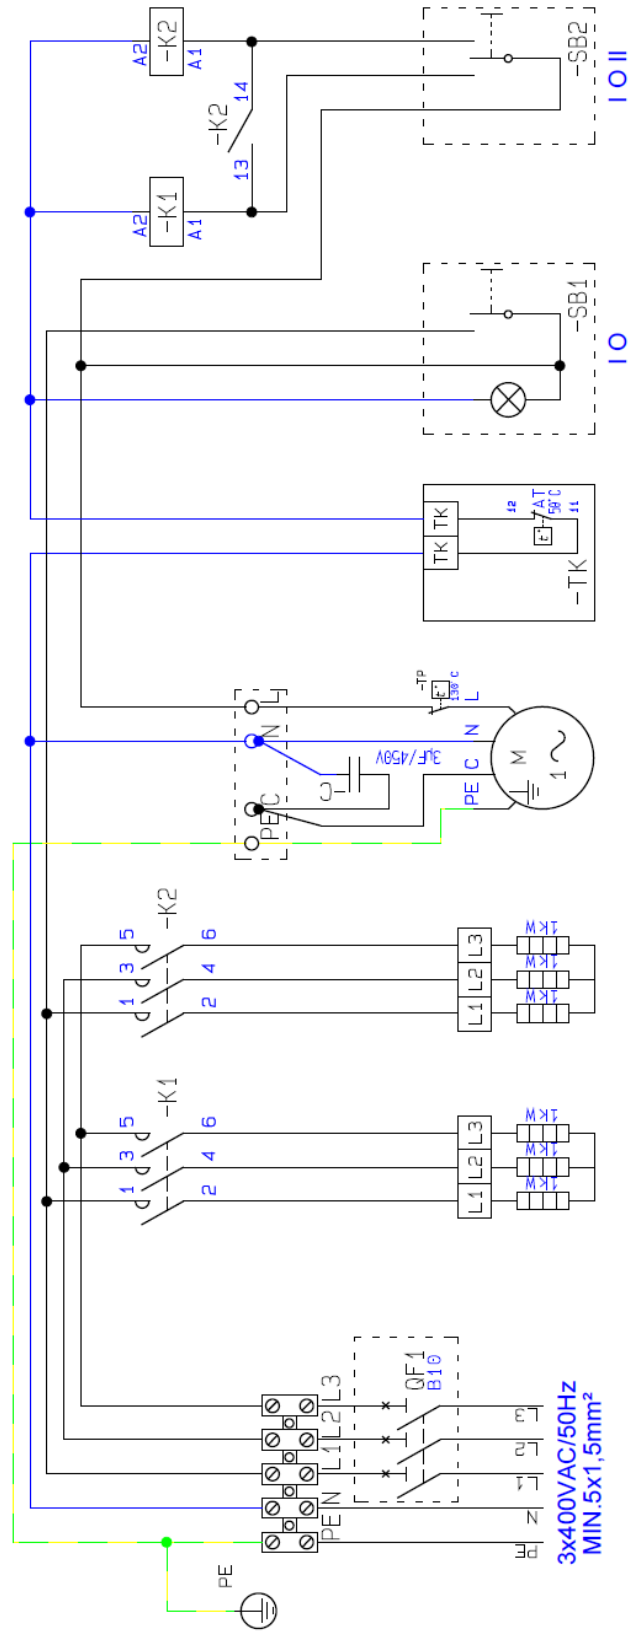 PE
PE N L1 L2 L3
QF1
B10
PE
N
L1
L2
L3
3x400VAC/50Hz
MIN.5x1,5mm²
1 3 5
-K1
2 4 6
L1 L2 L3
1KW
1KW
1KW
1 3 5
-K2
2 4 6
L1 L2 L3
1KW
1KW
1KW
PE C N L
-C
3µF/450V
-TP
t°
130°C
PE C N L
M
1
TK TK
12
t°
AT
50°C
11
-TK
-SB1
I O
A2
-K1
A1
A2
-K2
A1
-K2
13 14
-SB2
I O II